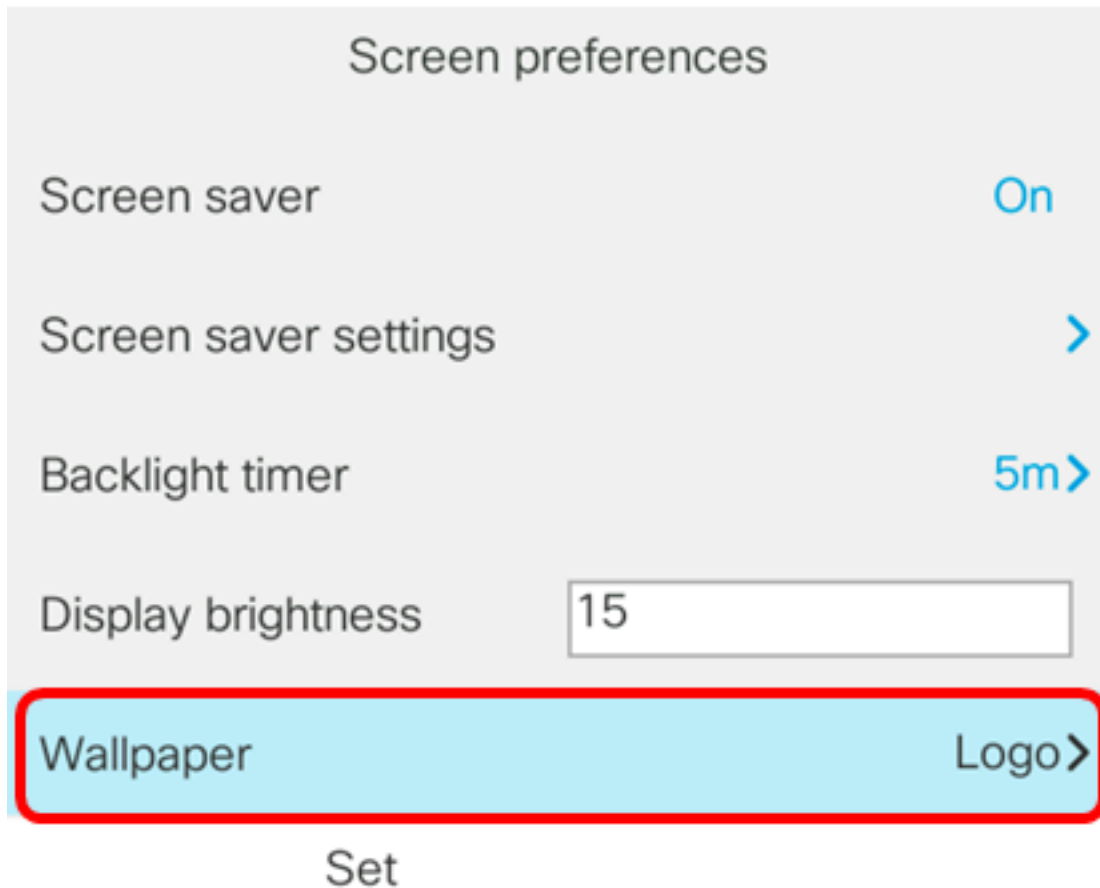 Screen preferences
Screen saver On
Screen saver settings
Backlight timer 5m
Display brightness 15
Wallpaper Logo
Set